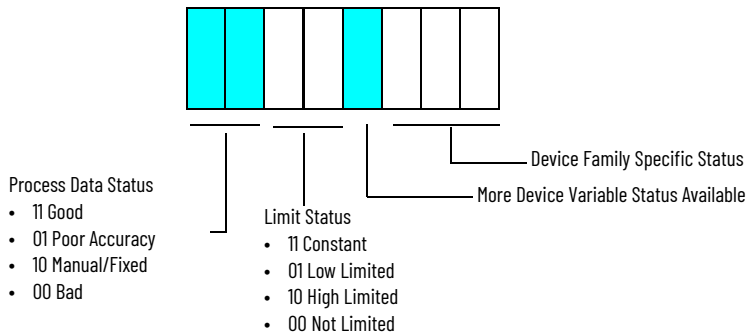 Device Family Specific Status
More Device Variable Status Available
Process Data Status
• 11 Good
• 01 Poor Accuracy
• 10 Manual/Fixed
• 00 Bad
Limit Status
• 11 Constant
• 01 Low Limited
• 10 High Limited
• 00 Not Limited